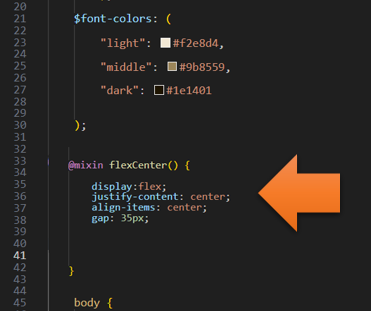 20
21 $font-colors: (
22
23 "light": #f2e8d4,
24
25 "middle": #9b8559,
26
27 "dark": #1e1401
28
29
30 );
31
32
33 @mixin flexCenter() {
34
35 display:flex;
36 justify-content: center;
37 align-items: center;
38 gap: 35px;
39
40
41
42 }
43
44
45 body {